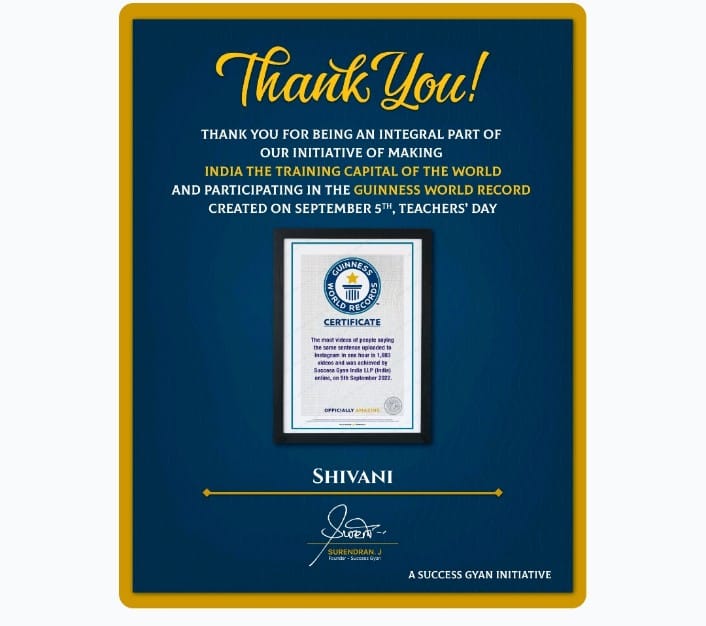 Thank You!
THANK YOU FOR BEING AN INTEGRAL PART OF
OUR INITIATIVE OF MAKING
INDIA THE TRAINING CAPITAL OF THE WORLD
AND PARTICIPATING IN THE GUINNESS WORLD RECORD
CREATED ON SEPTEMBER 5TH, TEACHERS' DAY
GUINNESS
WORLD RECORDS
CERTIFICATE
The most videos of people saying
the same sentence uploaded to
Instagram in one hour is 1,083
videos and was achieved by
Success Gyan India LLP (India)
online, on 5th September 2022.
OFFICIALLY AMAZING
SHIVANI
SURENDRAN. J
Founder - Success Gyan
A SUCCESS GYAN INITIATIVE